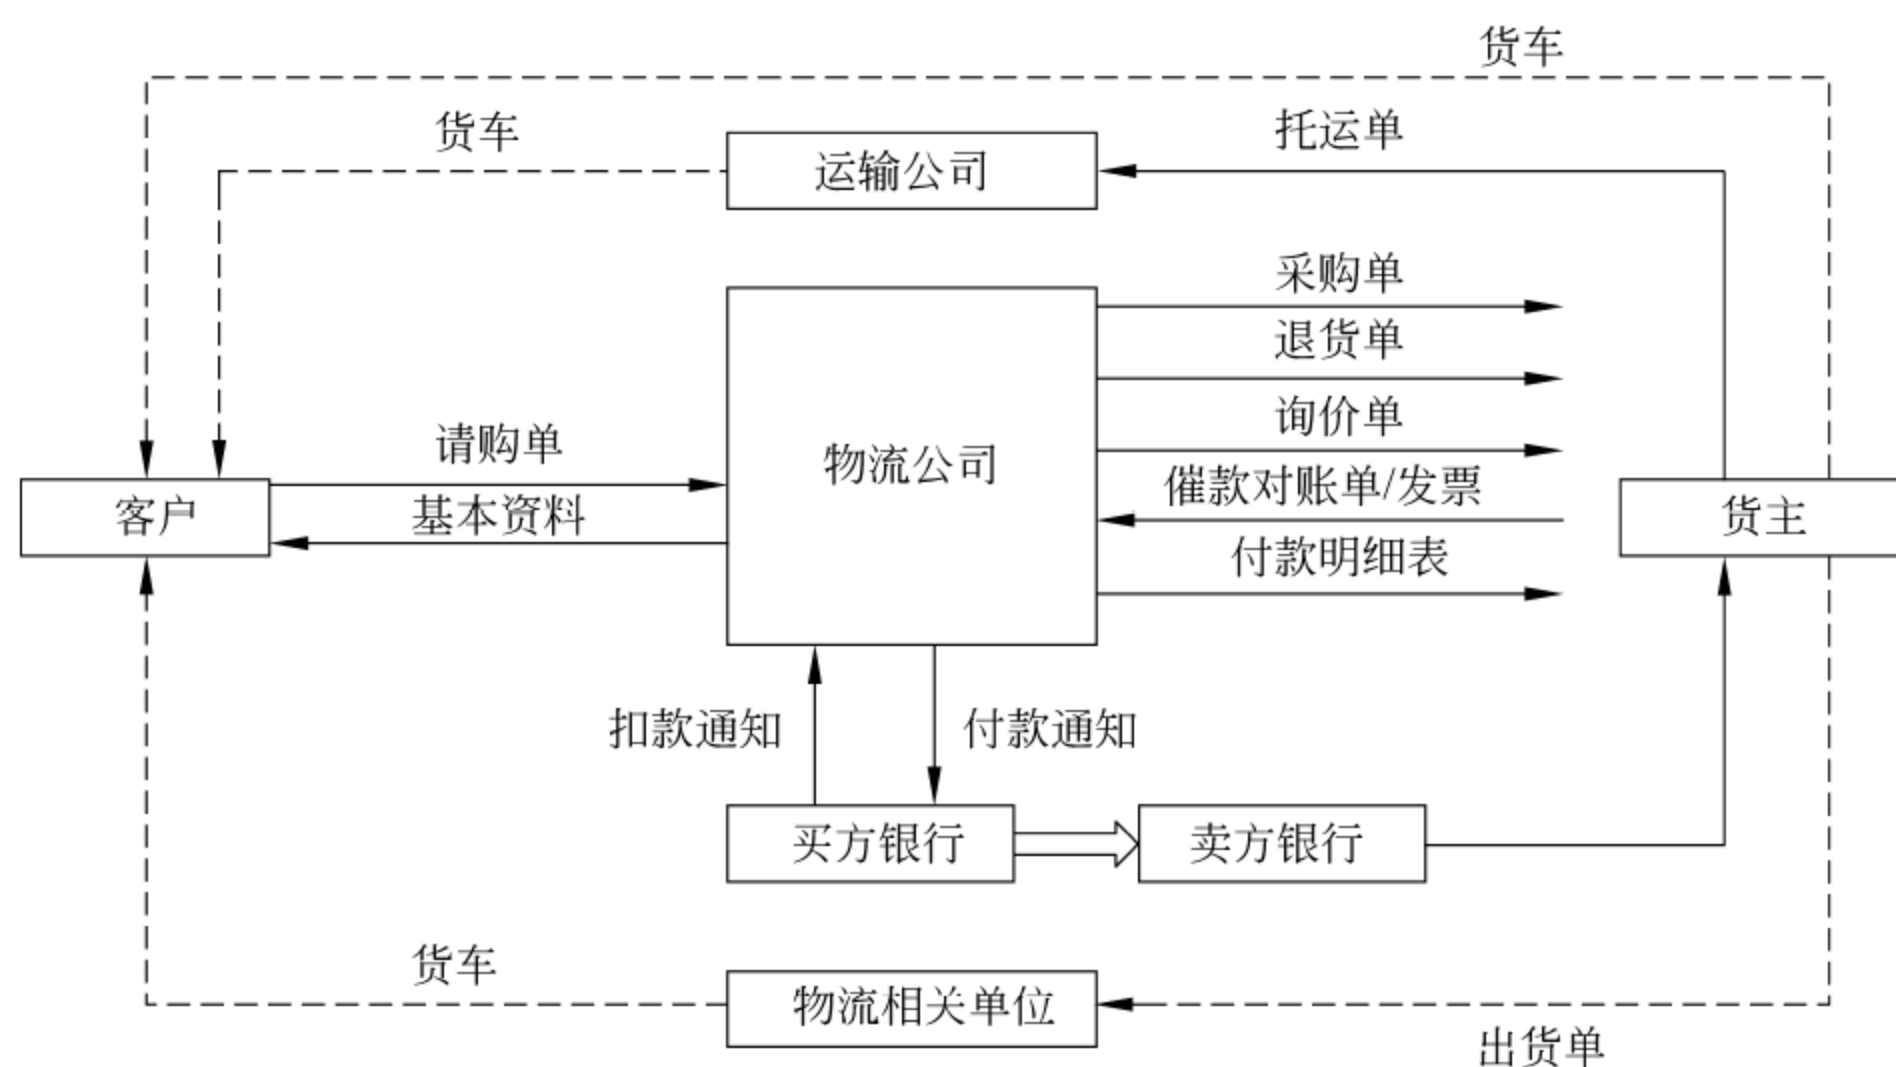 货车
货车
托运单
运输公司
采购单
退货单
询价单
请购单
物流公司
催款对账单/发票
客户
基本资料
货主
付款明细表
扣款通知
付款通知
买方银行
卖方银行
货车
物流相关单位
出货单